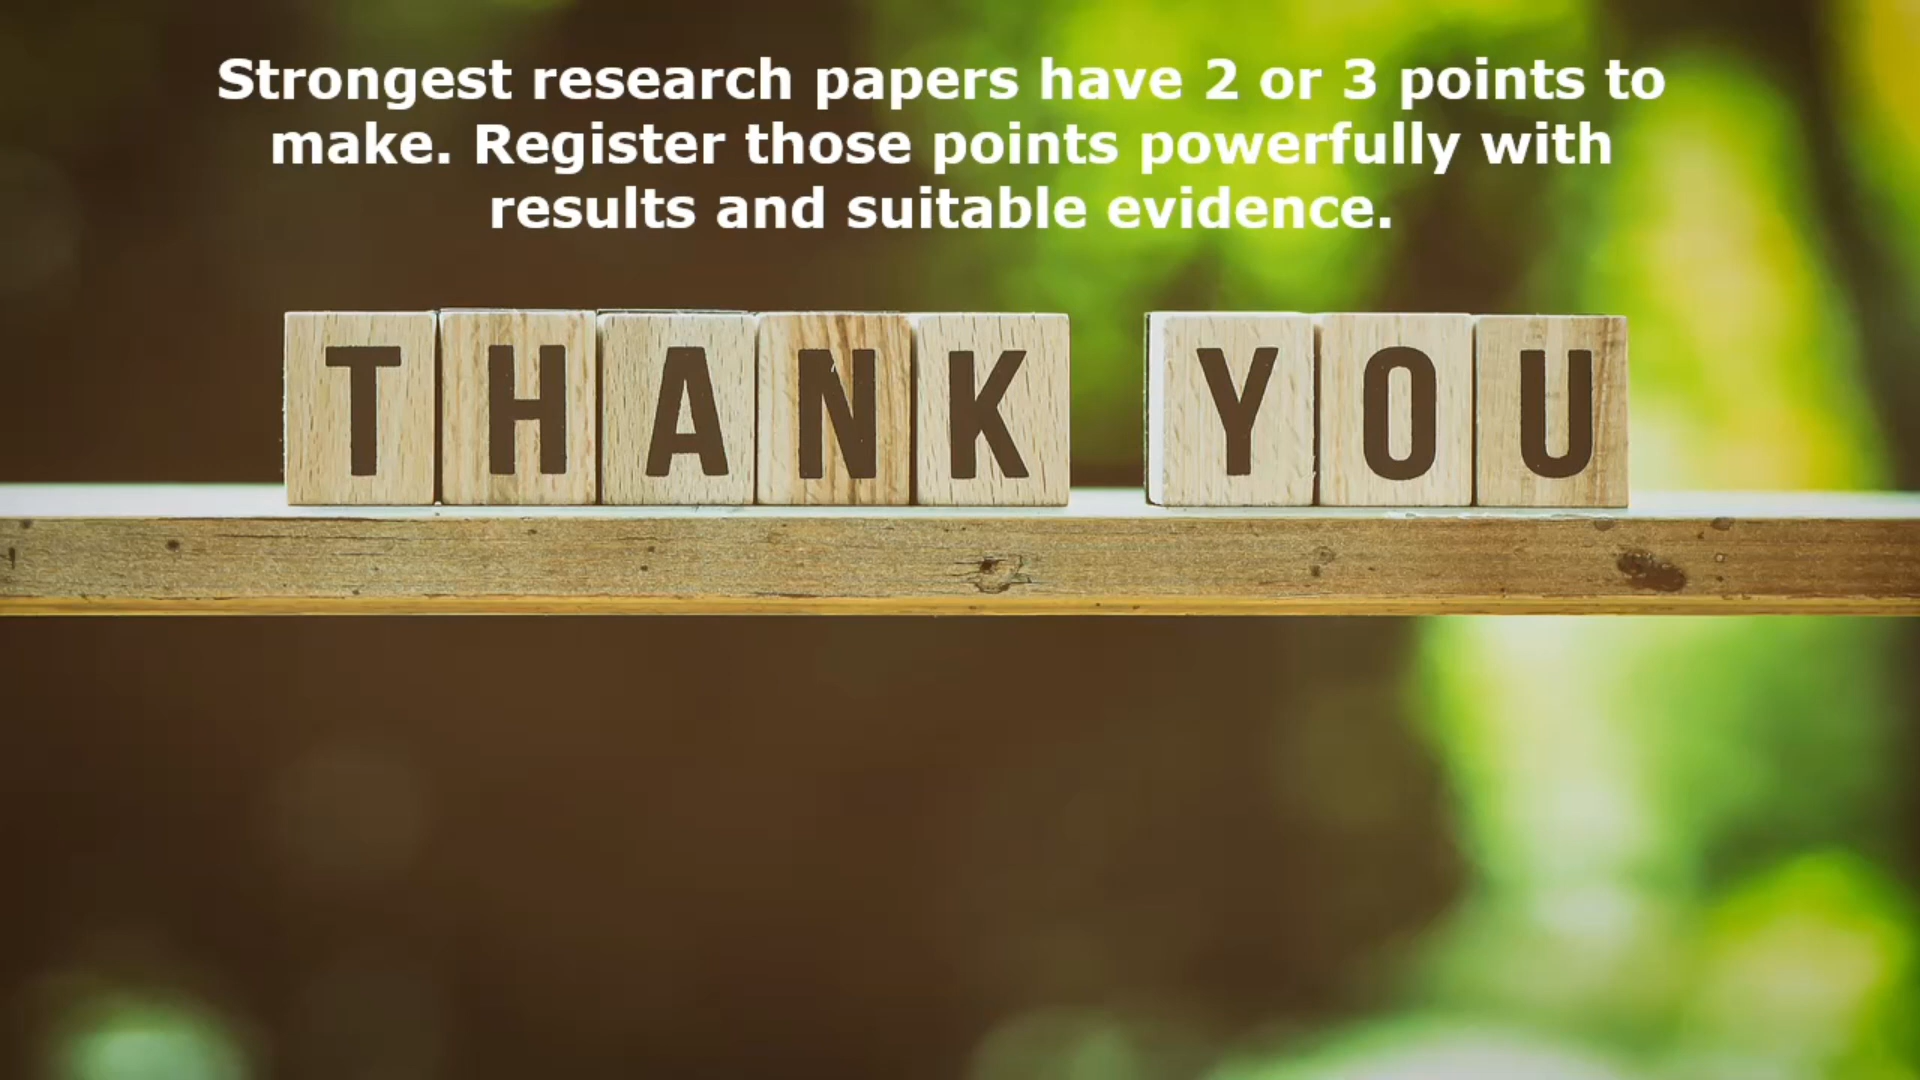 Strongest research papers have 2 or 3 points to
make. Register those points powerfully with
results and suitable evidence.
THANK YOU